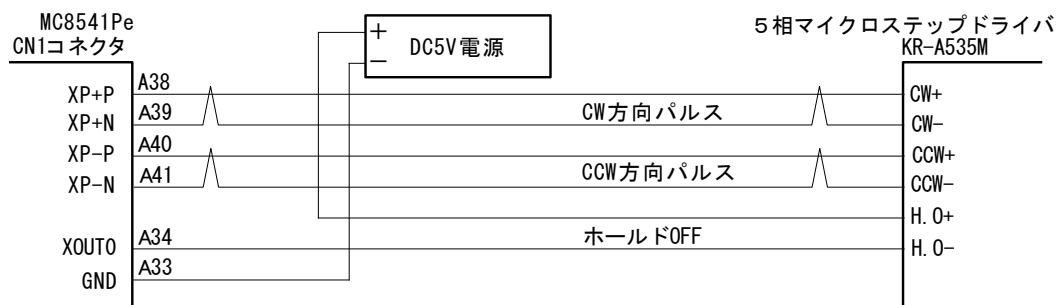 MC8541Pe
CN1コネクタ
+
DC5V電源
−
5相マイクロステップドライバ
KR-A535M
XP+P A38 CW+
XP+N A39 CW方向パルス CW-
XP-P A40 CCW+
XP-N A41 CCW方向パルス CCW-
H.O+
XOUT0 A34 ホールドOFF H.O-
GND A33